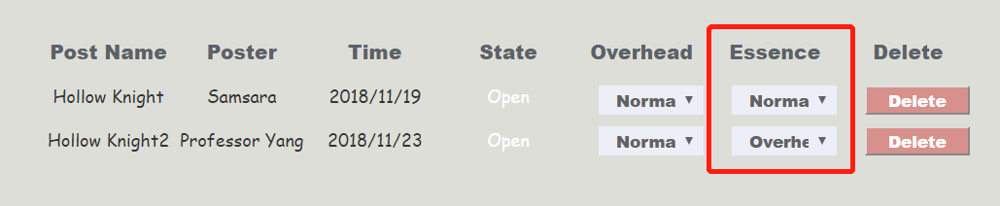 Post Name Poster Time State Overhead Essence Delete
Hollow Knight Samsara 2018/11/19 Open Norma Norma Delete
Hollow Knight2 Professor Yang 2018/11/23 Open Norma Overhe Delete